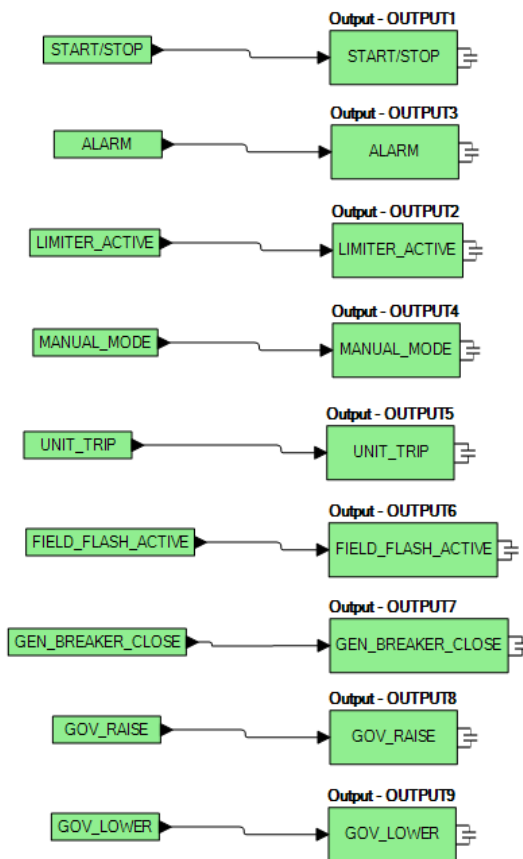 Output - OUTPUT1
START/STOP
START/STOP
Output - OUTPUT3
ALARM
ALARM
Output - OUTPUT2
LIMITER_ACTIVE
LIMITER_ACTIVE
Output - OUTPUT4
MANUAL_MODE
MANUAL_MODE
Output - OUTPUT5
UNIT_TRIP
UNIT_TRIP
Output - OUTPUT6
FIELD_FLASH_ACTIVE
FIELD_FLASH_ACTIVE
Output - OUTPUT7
GEN_BREAKER_CLOSE
GEN_BREAKER_CLOSE
Output - OUTPUT8
GOV_RAISE
GOV_RAISE
Output - OUTPUT9
GOV_LOWER
GOV_LOWER